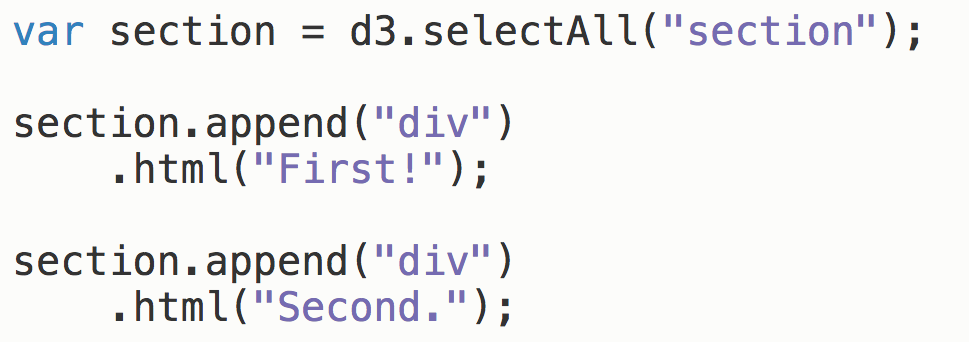 var section = d3.selectAll("section");

section.append("div")
    .html("First!");

section.append("div")
    .html("Second.");